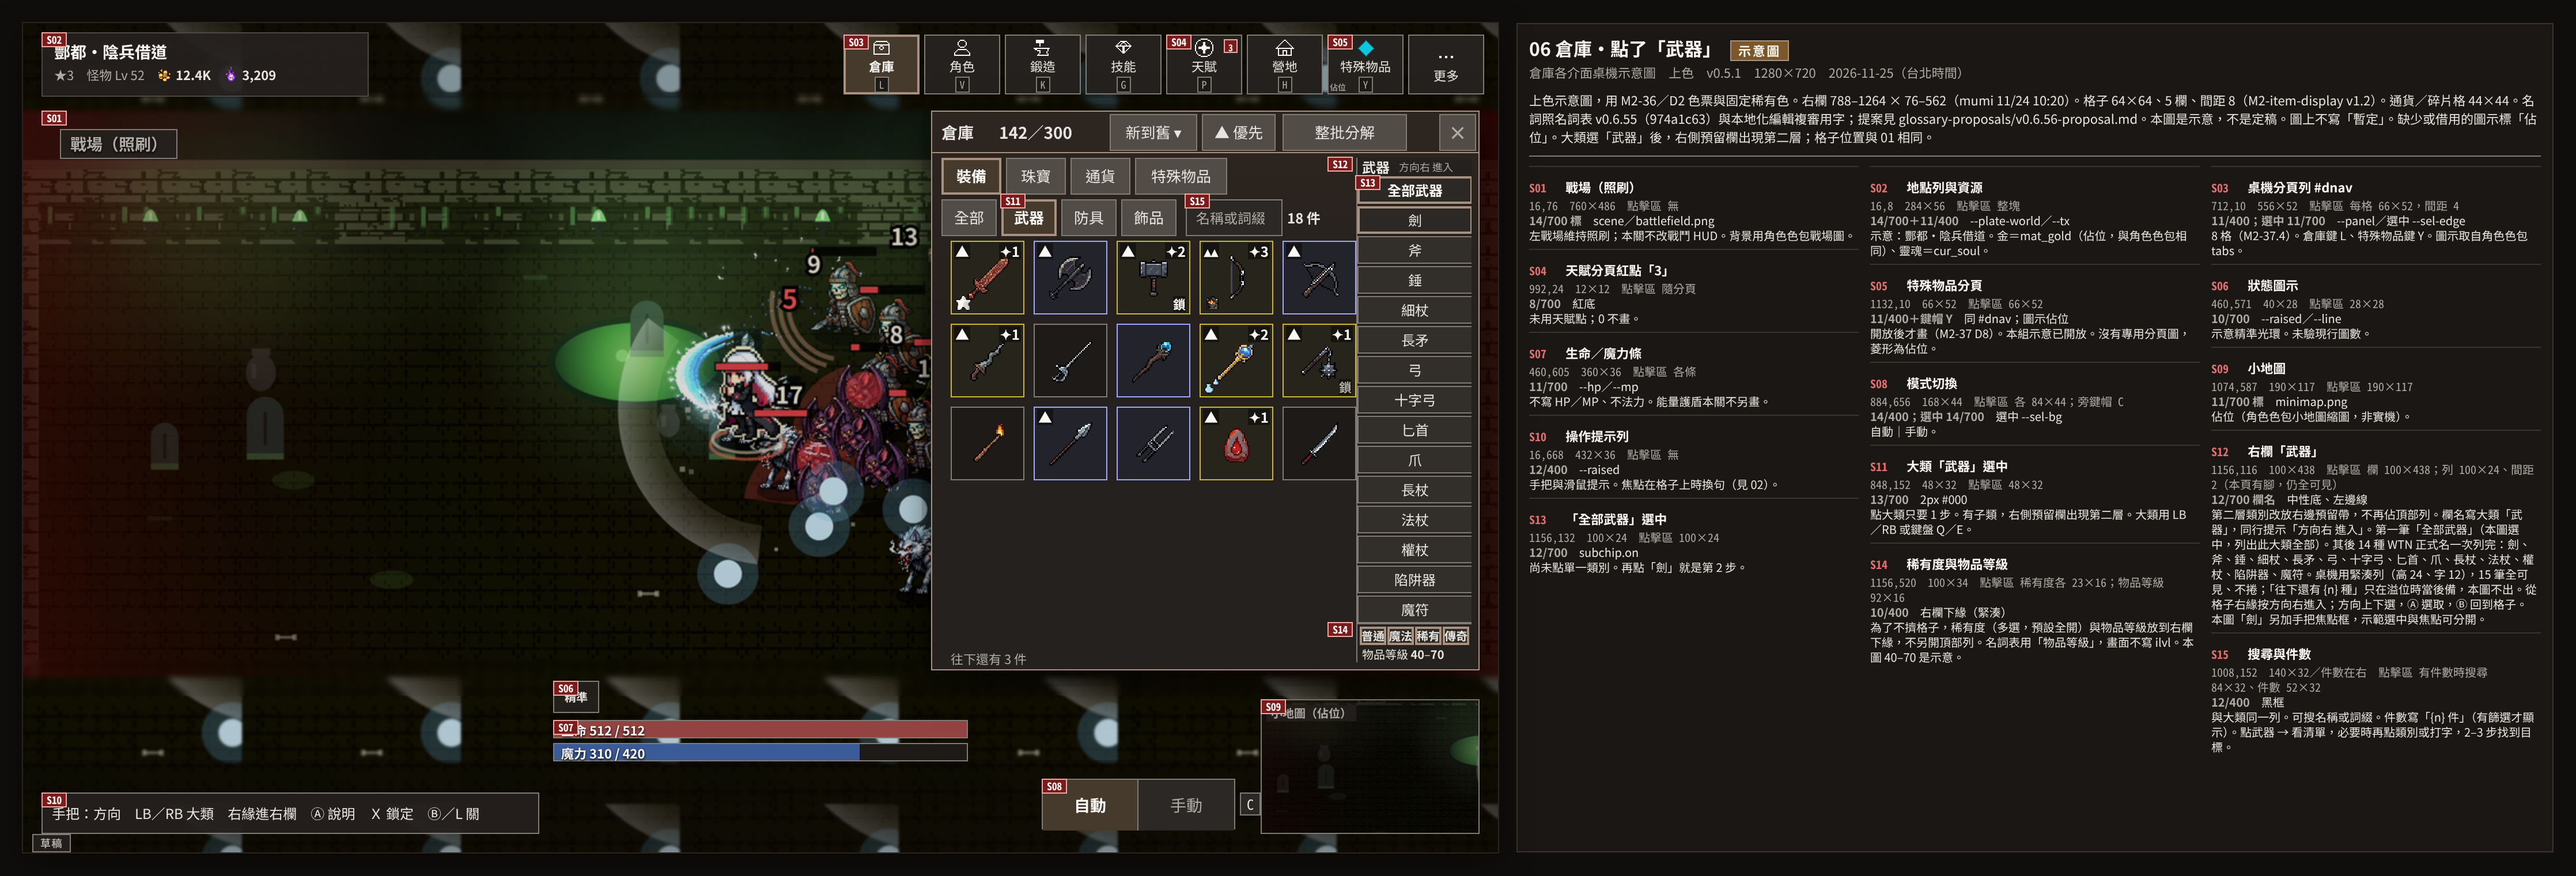 S02
酆都・陰兵借道
★3 怪物 Lv 52 12.4K 3,209
S01
戰場（照刷）
S03
倉庫
L
角色
V
鍛造
K
技能
G
S04
3
天賦
P
營地
H
S05
特殊物品
佔位
Y
…
更多
倉庫 142／300
新到舊▾
▲優先
整批分解
×
裝備
珠寶
通貨
特殊物品
S12
武器 方向右 進入
S11
全部
武器
防具
飾品
S15
名稱或詞綴
18 件
S13
全部武器
劍
斧
錘
細杖
長矛
弓
十字弓
匕首
爪
長杖
法杖
權杖
陷阱器
魔符
▲ ✦1
▲
▲ ✦2
鎖
▲▲ ✦3
▲
▲ ✦1
▲ ✦2
▲ ✦1
鎖
▲
▲ ✦1
S14
普通 魔法 稀有 傳奇
物品等級 40–70
往下還有 3 件
13
9
5
8
1
17
S06
精準
S07
命 512 / 512
魔力 310 / 420
S08
自動
手動
C
S09
小地圖（佔位）
S10
手把：方向 LB／RB 大類 右緣進右欄 Ⓐ 說明 X 鎖定 Ⓑ／L 關
草稿
06 倉庫・點了「武器」 示意圖
倉庫各介面桌機示意圖 上色 v0.5.1 1280×720 2026-11-25（台北時間）
上色示意圖，用 M2-36／D2 色票與固定稀有色。右欄 788–1264 × 76–562（mumi 11/24 10:20）。格子 64×64、5 欄、間距 8（M2-item-display v1.2）。通貨／碎片格 44×44。名
詞照名詞表 v0.6.55（974a1c63）與本地化編輯複審用字；提案見 glossary-proposals/v0.6.56-proposal.md。本圖是示意，不是定稿。圖上不寫「暫定」。缺少或借用的圖示標「佔
位」。大類選「武器」後，右側預留欄出現第二層；格子位置與 01 相同。
S01 戰場（照刷）
16,76 760×486 點擊區 無
14/700 標 scene／battlefield.png
左戰場維持照刷；本關不改戰鬥 HUD。背景用角色色包戰場圖。
S04 天賦分頁紅點「3」
992,24 12×12 點擊區 隨分頁
8/700 紅底
未用天賦點；0 不畫。
S07 生命／魔力條
460,605 360×36 點擊區 各條
11/700 --hp／--mp
不寫 HP／MP、不法力。能量護盾本關不另畫。
S10 操作提示列
16,668 432×36 點擊區 無
12/400 --raised
手把與滑鼠提示。焦點在格子上時換句（見 02）。
S13 「全部武器」選中
1156,132 100×24 點擊區 100×24
12/700 subchip.on
尚未點單一類別。再點「劍」就是第 2 步。
S02 地點列與資源
16,8 284×56 點擊區 整塊
14/700＋11/400 --plate-world／--tx
示意：酆都・陰兵借道。金＝mat_gold（佔位，與角色色包相
同）、靈魂＝cur_soul。
S05 特殊物品分頁
1132,10 66×52 點擊區 66×52
11/400＋鍵帽 Y 同 #dnav；圖示佔位
開放後才畫（M2-37 D8）。本組示意已開放。沒有專用分頁圖，
菱形為佔位。
S08 模式切換
884,656 168×44 點擊區 各 84×44；旁鍵帽 C
14/400；選中 14/700 選中 --sel-bg
自動｜手動。
S11 大類「武器」選中
848,152 48×32 點擊區 48×32
13/700 2px #000
點大類只要 1 步。有子類，右側預留欄出現第二層。大類用 LB
／RB 或鍵盤 Q／E。
S14 稀有度與物品等級
1156,520 100×34 點擊區 稀有度各 23×16；物品等級
92×16
10/400 右欄下緣（緊湊）
為了不擠格子，稀有度（多選，預設全開）與物品等級放到右欄
下緣，不另開頂部列。名詞表用「物品等級」，畫面不寫 ilvl。本
圖 40–70 是示意。
S03 桌機分頁列 #dnav
712,10 556×52 點擊區 每格 66×52，間距 4
11/400；選中 11/700 --panel／選中 --sel-edge
8 格（M2-37.4）。倉庫鍵 L、特殊物品鍵 Y。圖示取自角色色包
tabs。
S06 狀態圖示
460,571 40×28 點擊區 28×28
10/700 --raised／--line
示意精準光環。未驗現行圖數。
S09 小地圖
1074,587 190×117 點擊區 190×117
11/700 標 minimap.png
佔位（角色色包小地圖縮圖，非實機）。
S12 右欄「武器」
1156,116 100×438 點擊區 欄 100×438；列 100×24、間距
2（本頁有腳，仍全可見）
12/700 欄名 中性底、左邊線
第二層類別改放右邊預留帶，不再佔頂部列。欄名寫大類「武
器」，同行提示「方向右 進入」。第一筆「全部武器」（本圖選
中，列出此大類全部）。其後 14 種 WTN 正式名一次列完：劍、
斧、錘、細杖、長矛、弓、十字弓、匕首、爪、長杖、法杖、權
杖、陷阱器、魔符。桌機用緊湊列（高 24、字 12），15 筆全可
見、不捲；「往下還有 {n} 種」只在溢位時當後備，本圖不出。從
格子右緣按方向右進入；方向上下選，Ⓐ 選取，Ⓑ 回到格子。
本圖「劍」另加手把焦點框，示範選中與焦點可分開。
S15 搜尋與件數
1008,152 140×32／件數在右 點擊區 有件數時搜尋
84×32、件數 52×32
12/400 黑框
與大類同一列。可搜名稱或詞綴。件數寫「{n} 件」（有篩選才顯
示）。點武器 → 看清單，必要時再點類別或打字，2–3 步找到目
標。